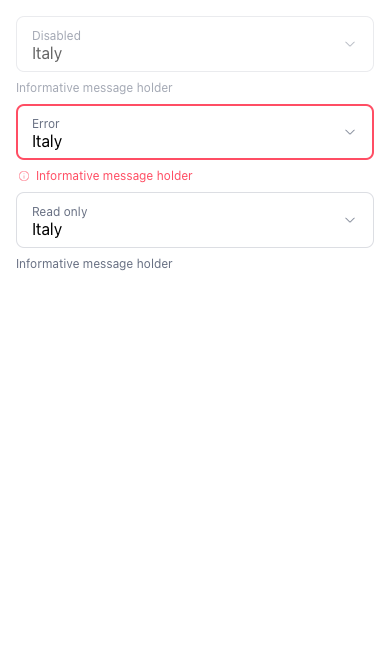 Disabled
Italy
Informative message holder
Error
Italy
Informative message holder
Read only
Italy
Informative message holder